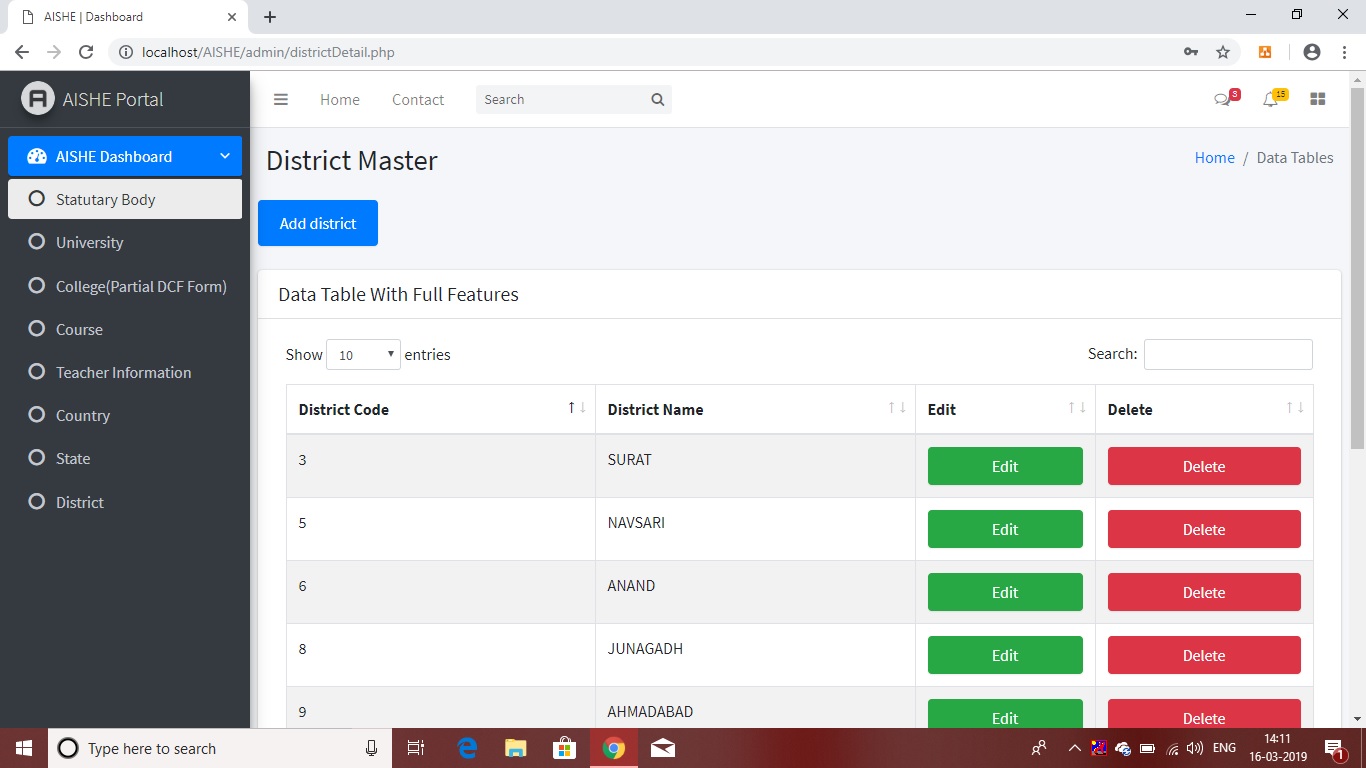 AISHE | Dashboard
localhost/AISHE/admin/districtDetail.php
AISHE Portal
Home Contact Search 3 15
AISHE Dashboard
Statutary Body
University
College(Partial DCF Form)
Course
Teacher Information
Country
State
District
District Master
Home / Data Tables
Add district
Data Table With Full Features
Show 10 entries Search:
District Code District Name Edit Delete
3 SURAT Edit Delete
5 NAVSARI Edit Delete
6 ANAND Edit Delete
8 JUNAGADH Edit Delete
9 AHMADABAD Edit Delete
Type here to search
ENG
14:11
16-03-2019
1